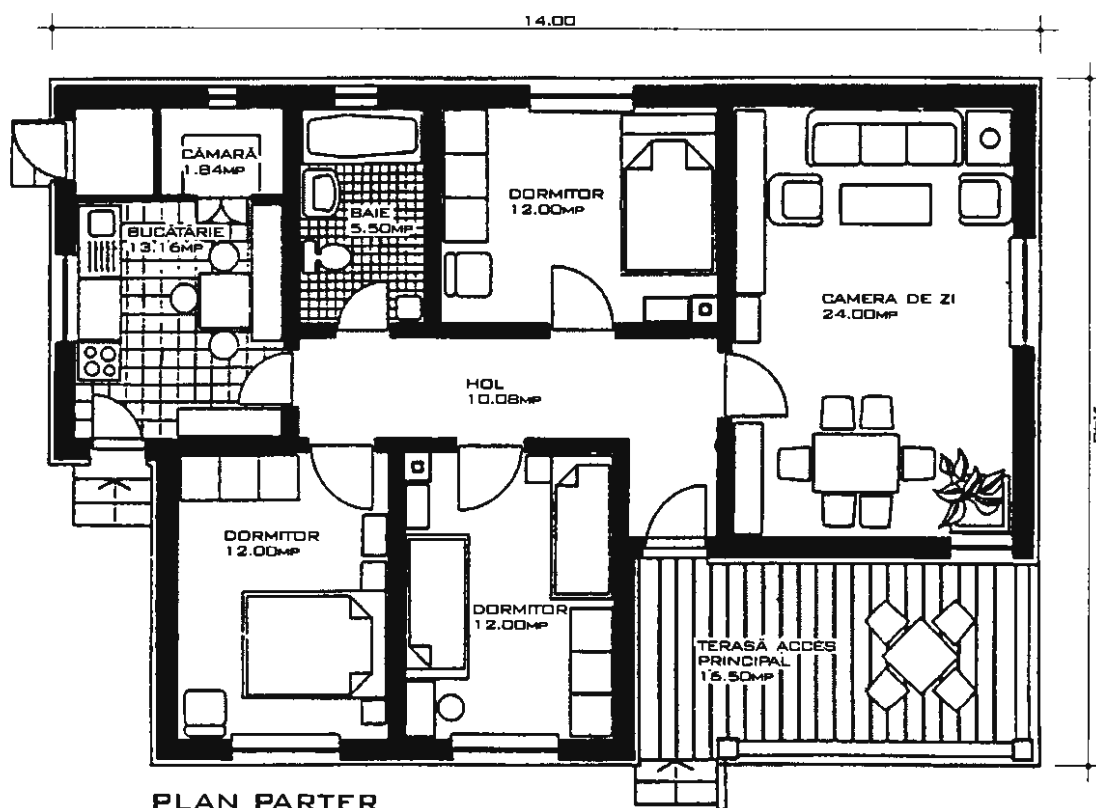 14.00
CĂMARĂ
1.84MP
BUCĂTĂRIE
13.16MP
BAIE
5.50MP
DORMITOR
12.00MP
CAMERA DE ZI
24.00MP
HOL
10.08MP
DORMITOR
12.00MP
DORMITOR
12.00MP
TERASĂ ACCES
PRINCIPAL
16.50MP
PLAN PARTER